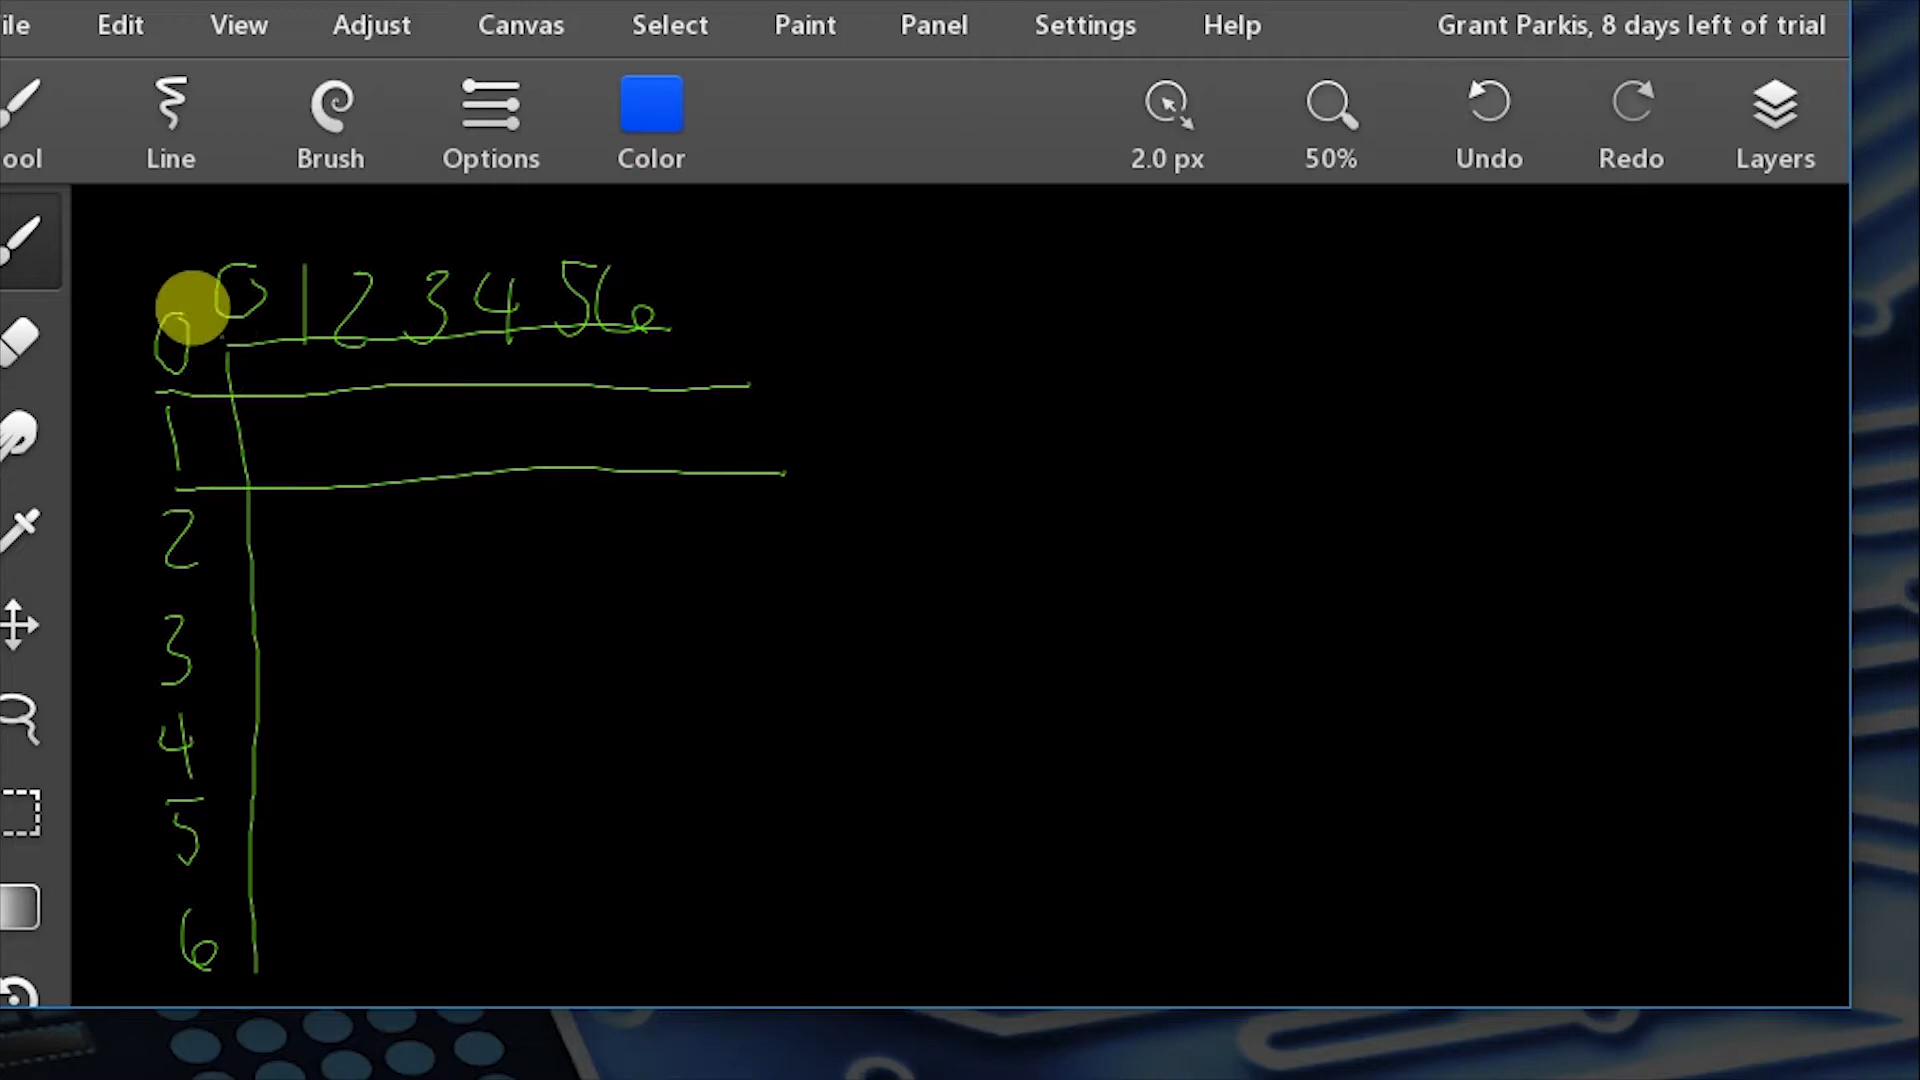 ile Edit View Adjust Canvas Select Paint Panel Settings Help Grant Parkis, 8 days left of trial
ool Line Brush Options Color 2.0 px 50% Undo Redo Layers
0 1 2 3 4 5 6
0
1
2
3
4
5
6